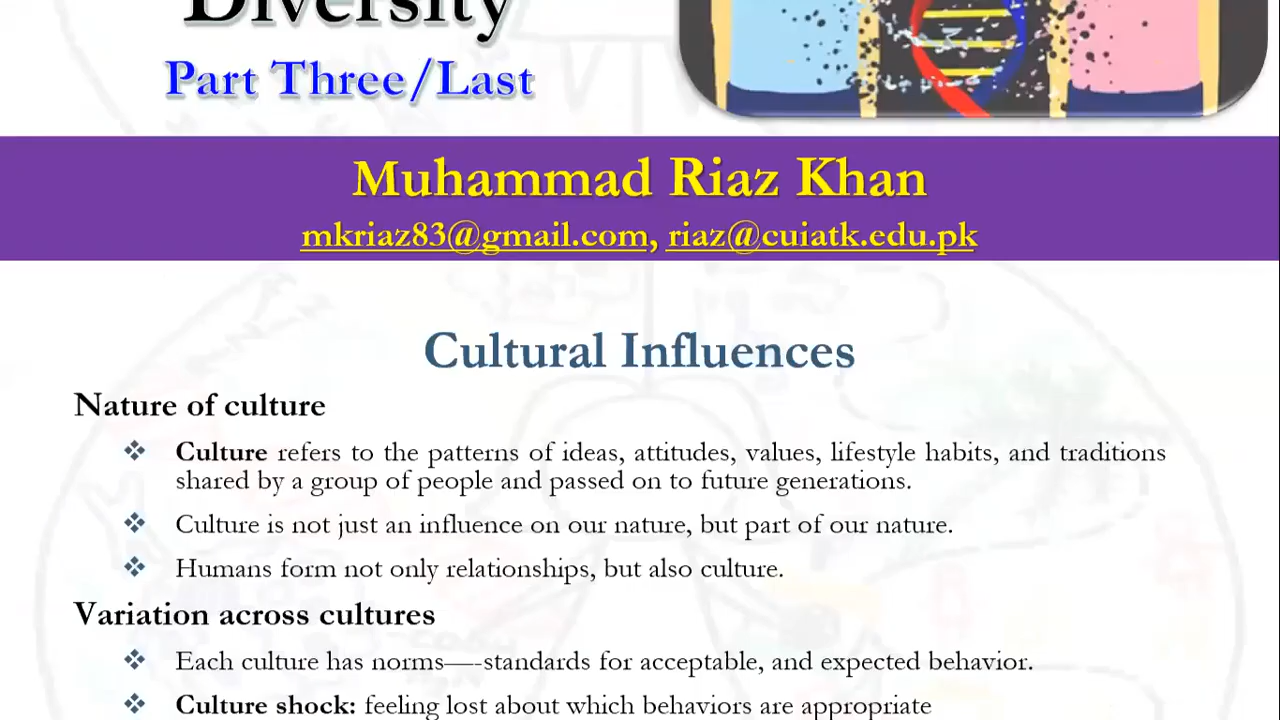 Diversity
Part Three/Last
Muhammad Riaz Khan
mkriaz83@gmail.com, riaz@cuiatk.edu.pk
Cultural Influences
Nature of culture
❖ Culture refers to the patterns of ideas, attitudes, values, lifestyle habits, and traditions
shared by a group of people and passed on to future generations.
❖ Culture is not just an influence on our nature, but part of our nature.
❖ Humans form not only relationships, but also culture.
Variation across cultures
❖ Each culture has norms—-standards for acceptable, and expected behavior.
❖ Culture shock: feeling lost about which behaviors are appropriate